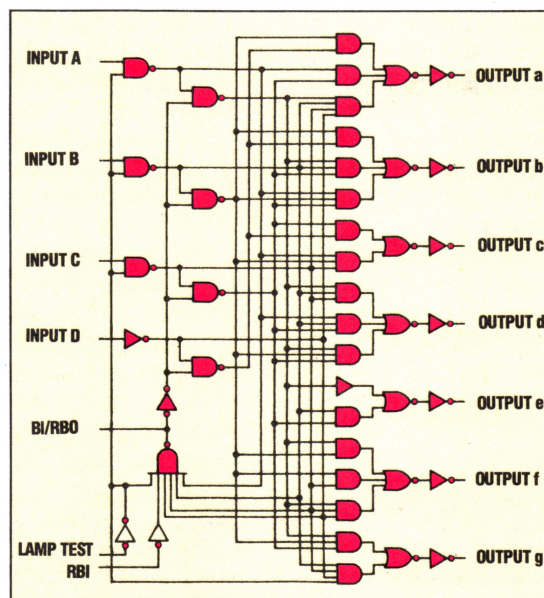 INPUT A
OUTPUT a
INPUT B
OUTPUT b
INPUT C
OUTPUT c
INPUT D
OUTPUT d
OUTPUT e
BI/RBO
OUTPUT f
LAMP TEST
RBI
OUTPUT g